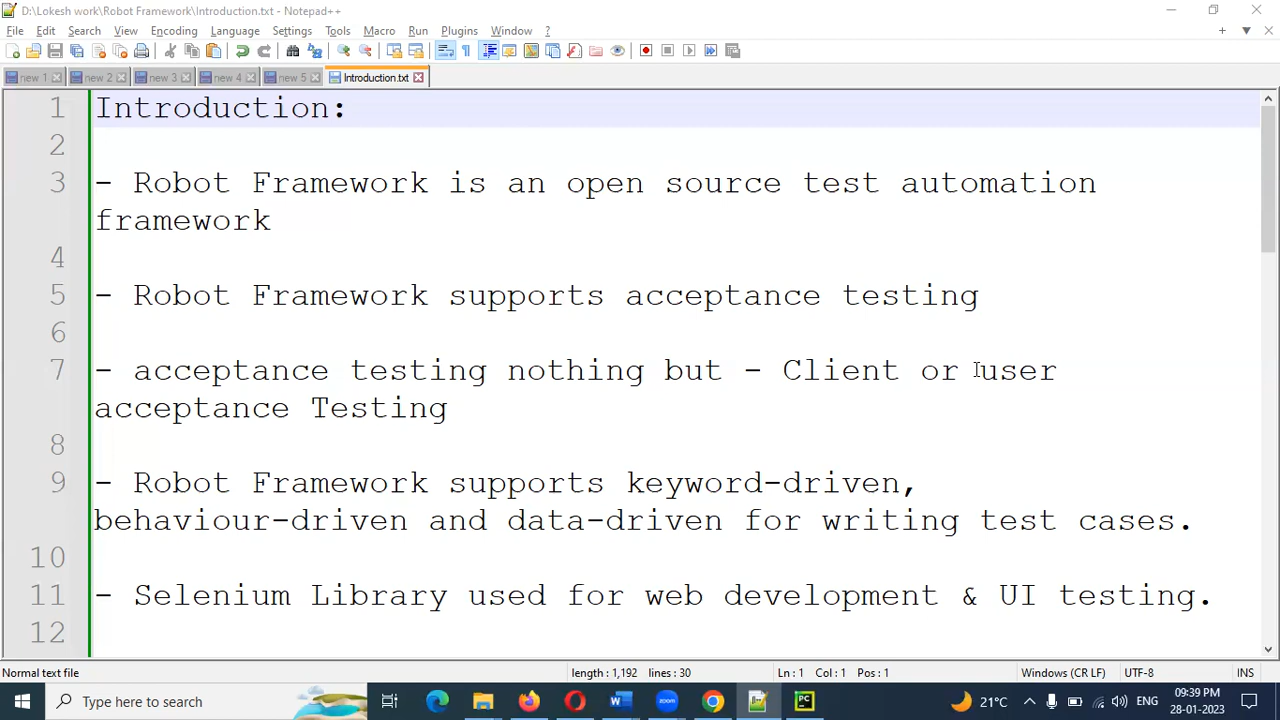 D:\Lokesh work\Robot Framework\Introduction.txt - Notepad++
File Edit Search View Encoding Language Settings Tools Macro Run Plugins Window ?
new 1 new 2 new 3 new 4 new 5 Introduction.txt
1 Introduction:
2
3 - Robot Framework is an open source test automation
framework
4
5 - Robot Framework supports acceptance testing
6
7 - acceptance testing nothing but - Client or user
acceptance Testing
8
9 - Robot Framework supports keyword-driven,
behaviour-driven and data-driven for writing test cases.
10
11 - Selenium Library used for web development & UI testing.
12
Normal text file length : 1,192 lines : 30 Ln : 1 Col : 1 Pos : 1 Windows (CR LF) UTF-8 INS
Type here to search zoom PC 21°C ENG 09:39 PM
28-01-2023